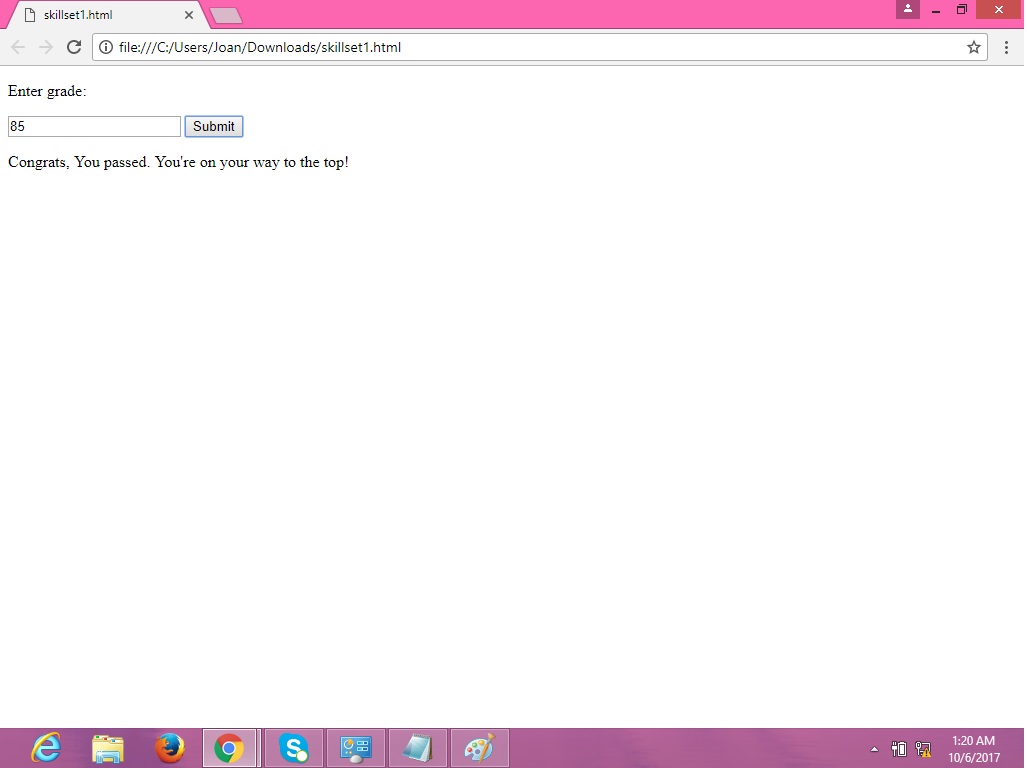 skillset1.html
file:///C:/Users/Joan/Downloads/skillset1.html
Enter grade:
85 Submit
Congrats, You passed. You're on your way to the top!
1:20 AM
10/6/2017